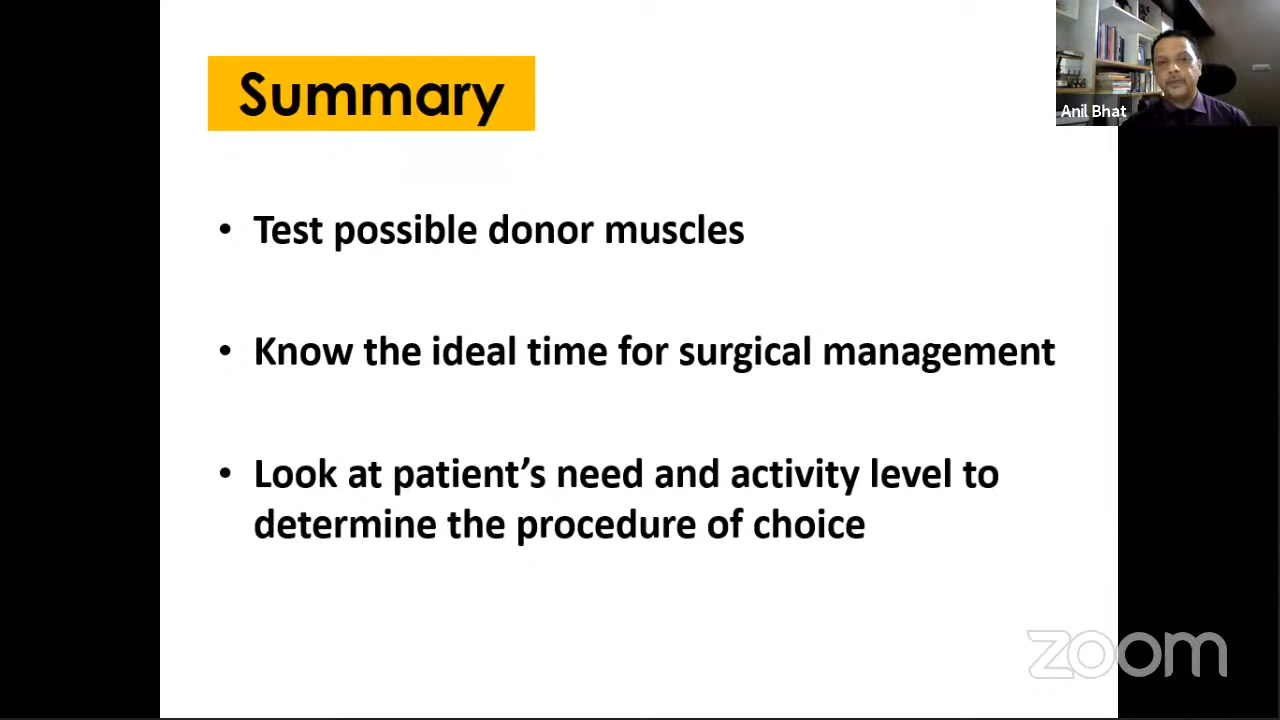 Summary
Anil Bhat
• Test possible donor muscles
• Know the ideal time for surgical management
• Look at patient’s need and activity level to
determine the procedure of choice
zoom